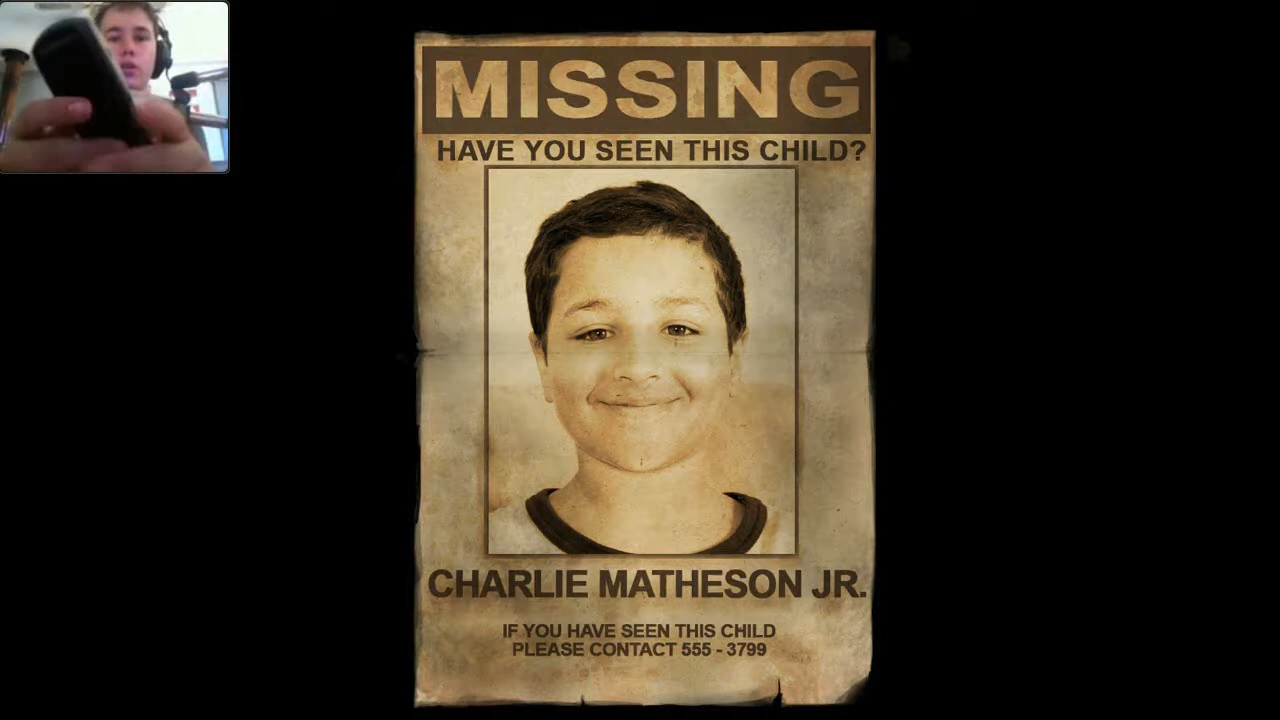 MISSING
HAVE YOU SEEN THIS CHILD?
CHARLIE MATHESON JR.
IF YOU HAVE SEEN THIS CHILD
PLEASE CONTACT 555 - 3799